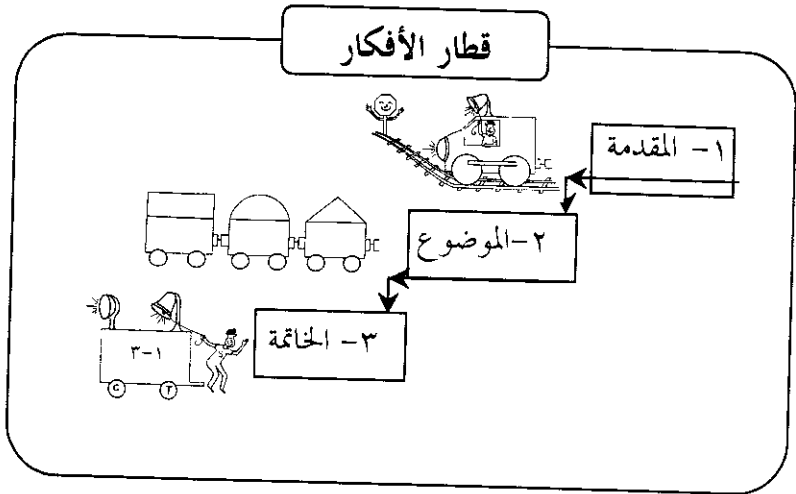 قطار الأفكار
١- المقدمة
٢- الموضوع
٣- الخاتمة
٣-١
G T